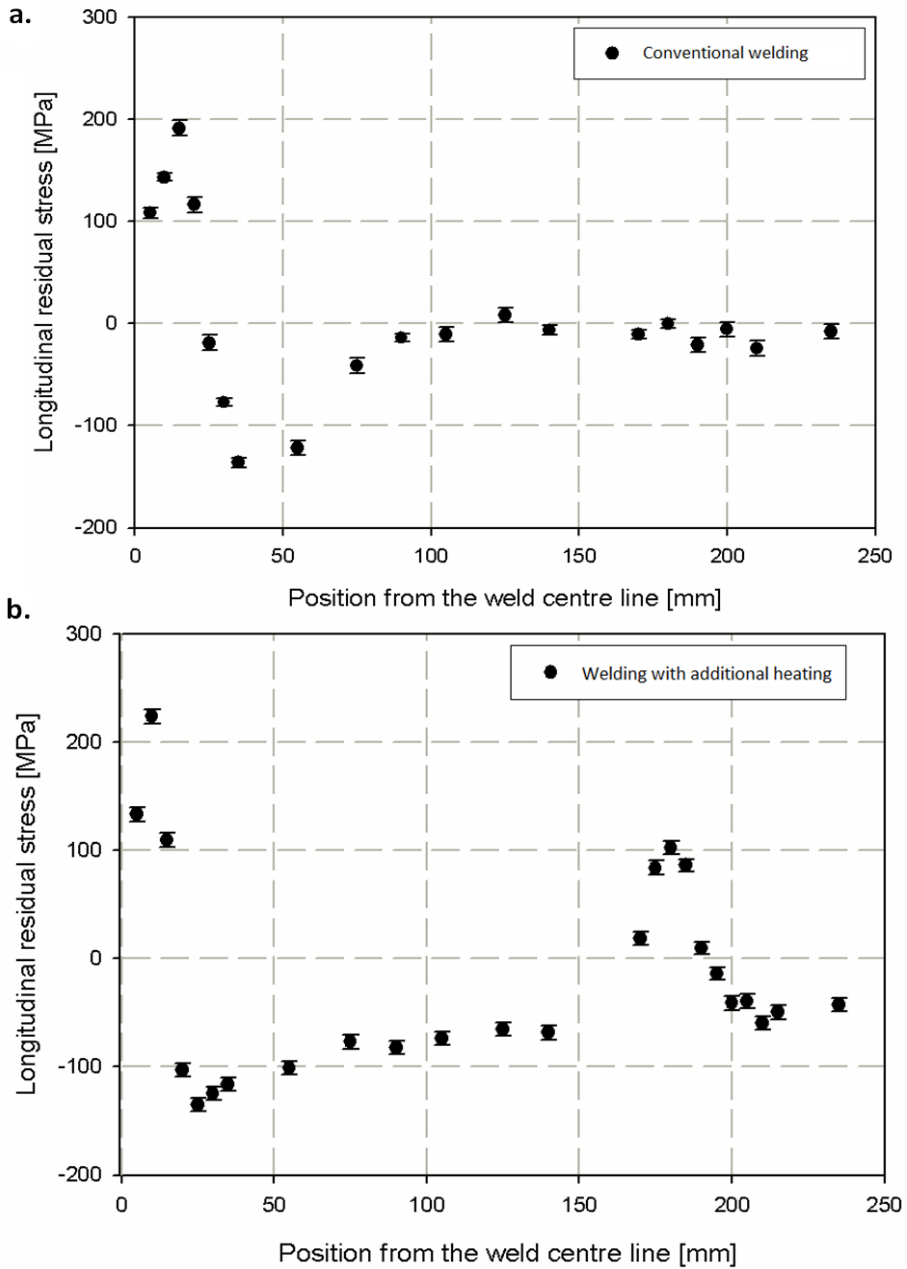 a.
Longitudinal residual stress [MPa]
300
200
100
0
-100
-200
Conventional welding
0 50 100 150 200 250
Position from the weld centre line [mm]
b.
Longitudinal residual stress [MPa]
300
200
100
0
-100
-200
Welding with additional heating
0 50 100 150 200 250
Position from the weld centre line [mm]